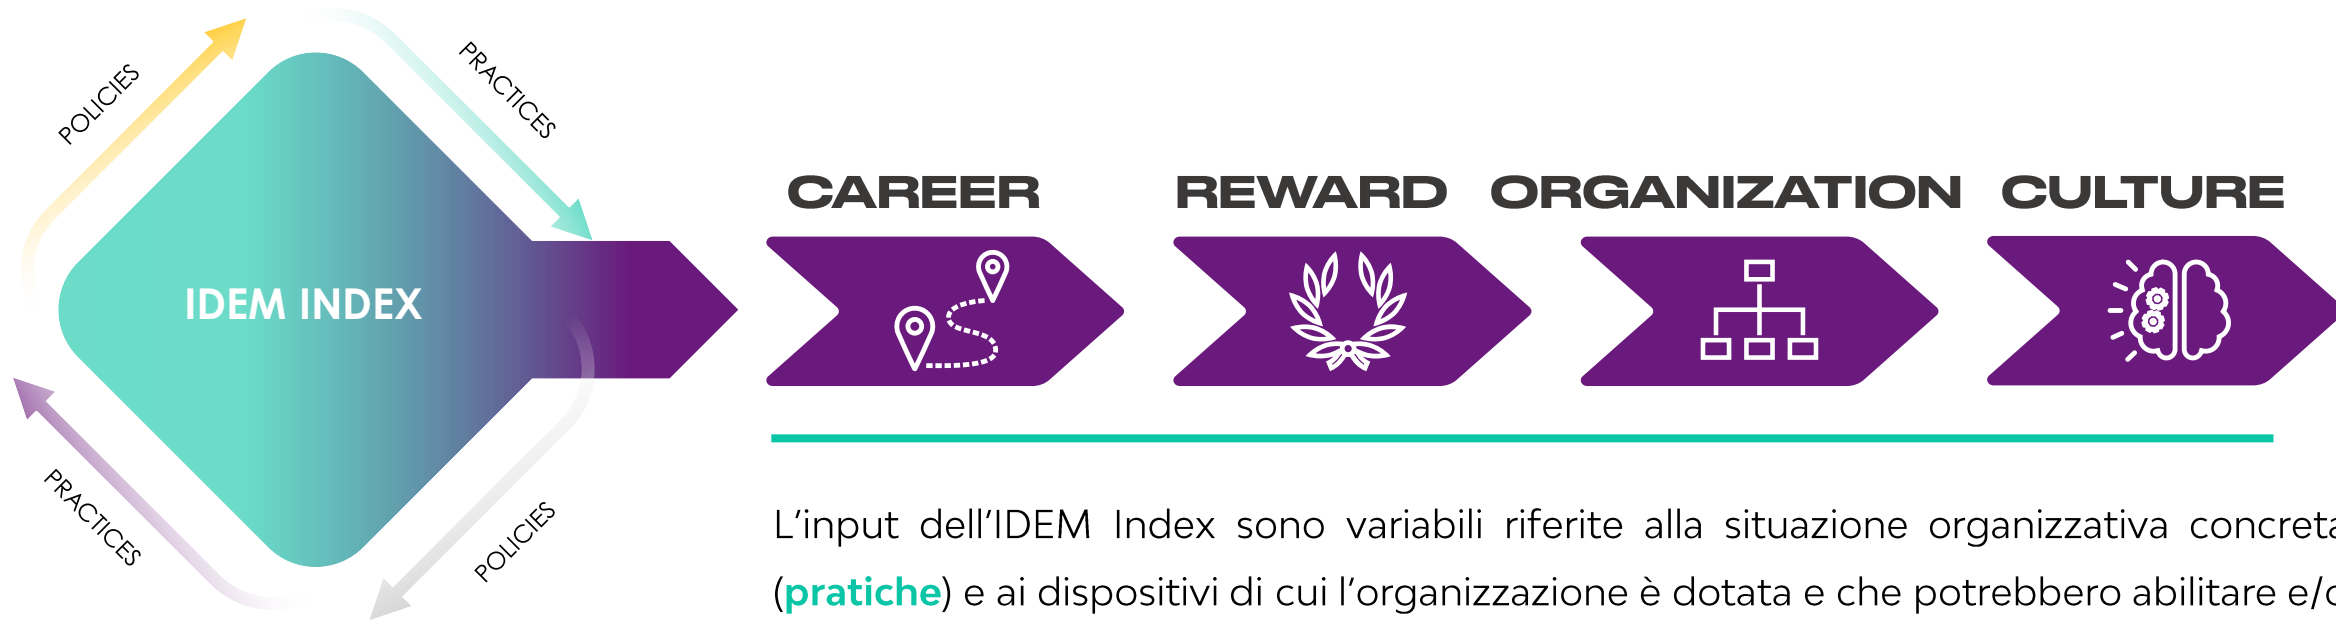 POLICIES
PRACTICES
IDEM INDEX
PRACTICES
POLICIES
CAREER REWARD ORGANIZATION CULTURE
L’input dell’IDEM Index sono variabili riferite alla situazione organizzativa concreta
(pratiche) e ai dispositivi di cui l’organizzazione è dotata e che potrebbero abilitare